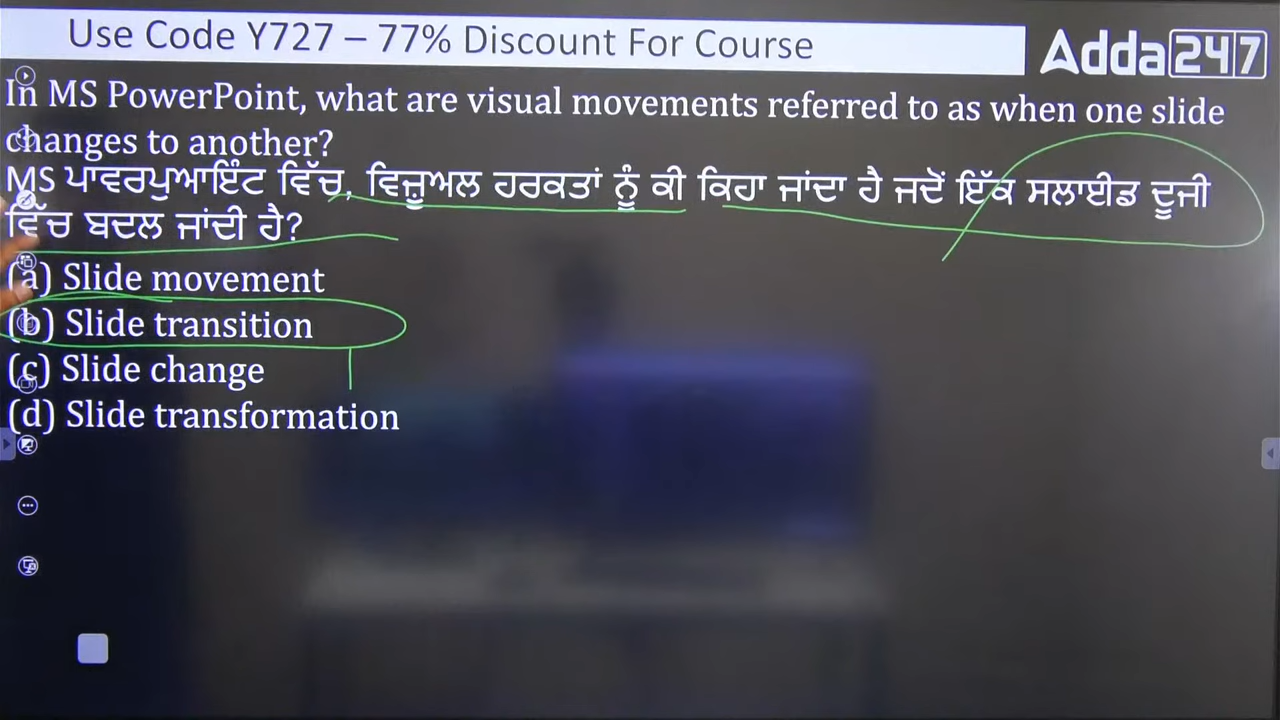 Use Code Y727 – 77% Discount For Course
Adda247
In MS PowerPoint, what are visual movements referred to as when one slide
changes to another?
MS ਪਾਵਰਪੁਆਇੰਟ ਵਿੱਚ, ਵਿਜ਼ੂਅਲ ਹਰਕਤਾਂ ਨੂੰ ਕੀ ਕਿਹਾ ਜਾਂਦਾ ਹੈ ਜਦੋਂ ਇੱਕ ਸਲਾਈਡ ਦੂਜੀ
ਵਿੱਚ ਬਦਲ ਜਾਂਦੀ ਹੈ?
(a) Slide movement
(b) Slide transition
(c) Slide change
(d) Slide transformation